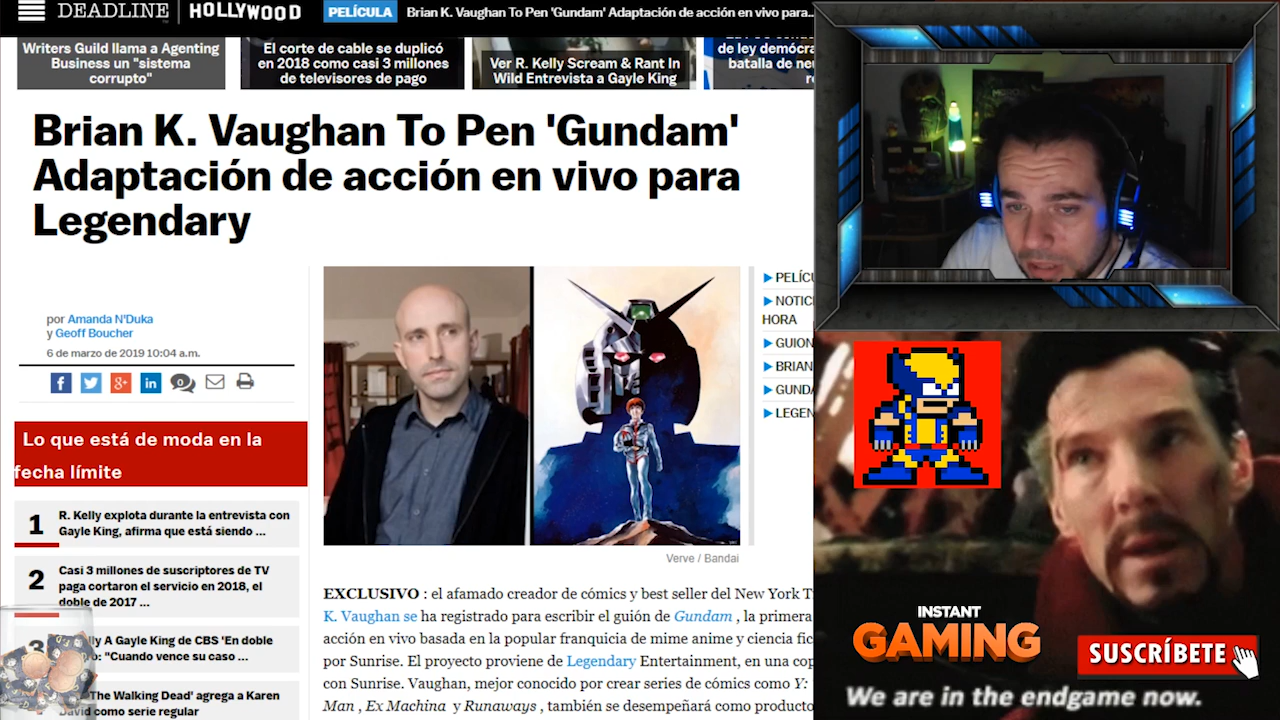 DEADLINE | HOLLYWOOD
PELÍCULA
Brian K. Vaughan To Pen 'Gundam' Adaptación de acción en vivo para...
Writers Guild llama a Agenting
Business un "sistema
corrupto"
El corte de cable se duplicó
en 2018 como casi 3 millones
de televisores de pago
Ver R. Kelly Scream & Rant In
Wild Entrevista a Gayle King
de ley demócra
batalla de neu
Brian K. Vaughan To Pen 'Gundam'
Adaptación de acción en vivo para
Legendary
por Amanda N'Duka
y Geoff Boucher
6 de marzo de 2019 10:04 a.m.
Lo que está de moda en la
fecha límite
1
R. Kelly explota durante la entrevista con
Gayle King, afirma que está siendo ...
2
Casi 3 millones de suscriptores de TV
paga cortaron el servicio en 2018, el
doble de 2017 ...
ly A Gayle King de CBS 'En doble
"Cuando vence su caso ...
'The Walking Dead' agrega a Karen
David como serie regular
PELÍCU
NOTIC
HORA
GUION
BRIAN
GUNDA
LEGEN
Verve / Bandai
EXCLUSIVO : el afamado creador de cómics y best seller del New York T
K. Vaughan se ha registrado para escribir el guión de Gundam , la primera
acción en vivo basada en la popular franquicia de mime anime y ciencia fic
por Sunrise. El proyecto proviene de Legendary Entertainment, en una cop
con Sunrise. Vaughan, mejor conocido por crear series de cómics como Y:
Man , Ex Machina y Runaways , también se desempeñará como producto
INSTANT
GAMING
SUSCRÍBETE
We are in the endgame now.